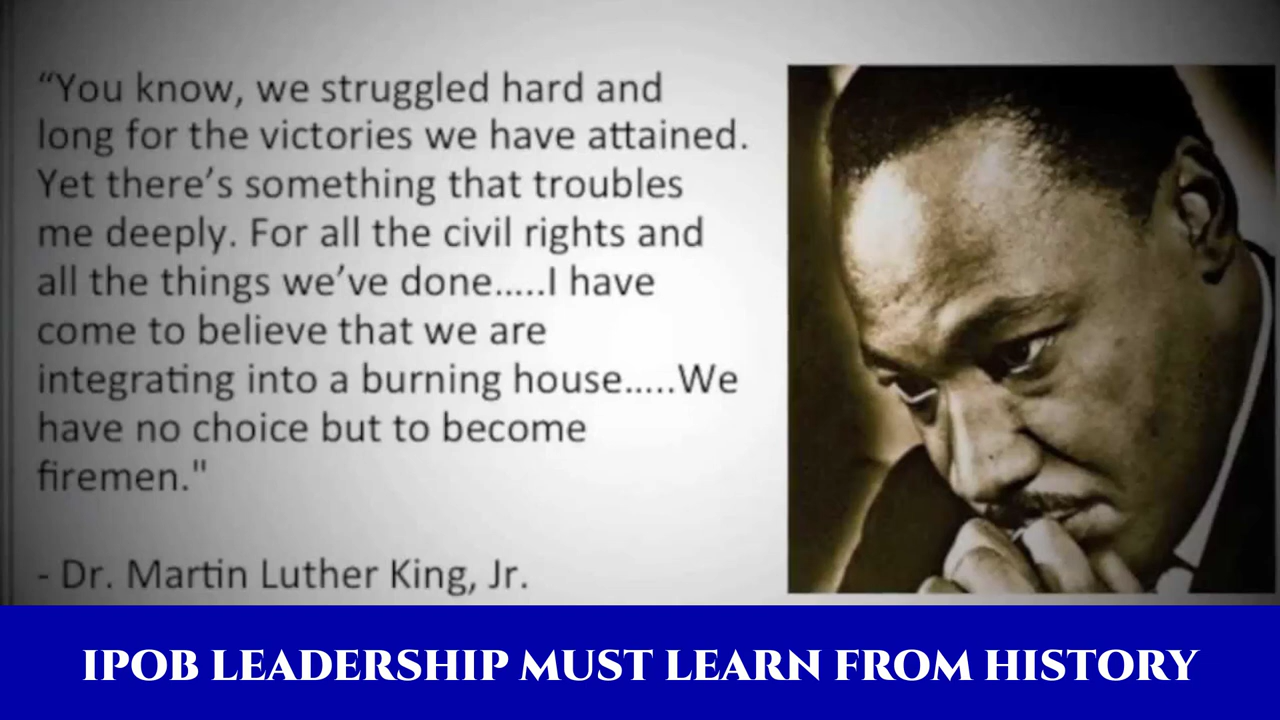 “You know, we struggled hard and
long for the victories we have attained.
Yet there’s something that troubles
me deeply. For all the civil rights and
all the things we’ve done.....I have
come to believe that we are
integrating into a burning house.....We
have no choice but to become
firemen."
- Dr. Martin Luther King, Jr.
IPOB LEADERSHIP MUST LEARN FROM HISTORY